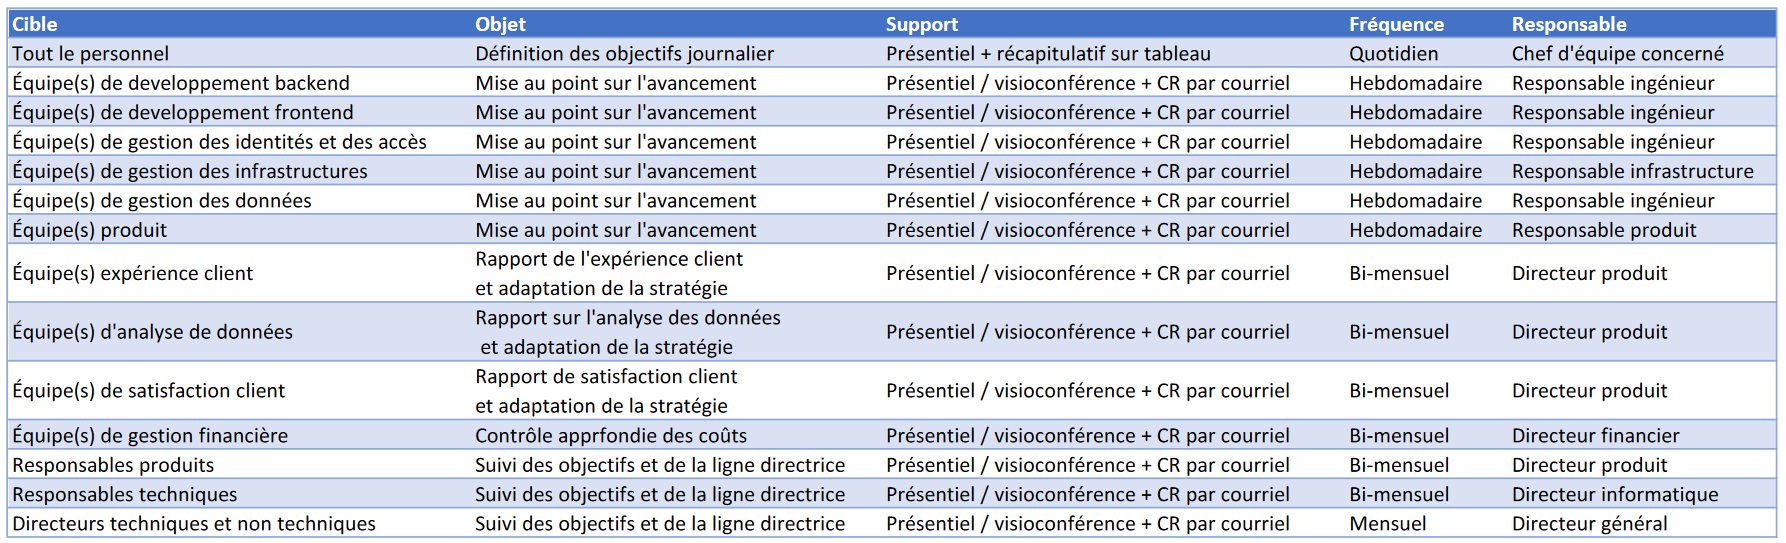 Cible Objet Support Fréquence Responsable
Tout le personnel Définition des objectifs journalier Présentiel + récapitulatif sur tableau Quotidien Chef d'équipe concerné
Équipe(s) de developpement backend Mise au point sur l'avancement Présentiel / visioconférence + CR par courriel Hebdomadaire Responsable ingénieur
Équipe(s) de developpement frontend Mise au point sur l'avancement Présentiel / visioconférence + CR par courriel Hebdomadaire Responsable ingénieur
Équipe(s) de gestion des identités et des accès Mise au point sur l'avancement Présentiel / visioconférence + CR par courriel Hebdomadaire Responsable ingénieur
Équipe(s) de gestion des infrastructures Mise au point sur l'avancement Présentiel / visioconférence + CR par courriel Hebdomadaire Responsable infrastructure
Équipe(s) de gestion des données Mise au point sur l'avancement Présentiel / visioconférence + CR par courriel Hebdomadaire Responsable ingénieur
Équipe(s) produit Mise au point sur l'avancement Présentiel / visioconférence + CR par courriel Hebdomadaire Responsable produit
Équipe(s) expérience client Rapport de l'expérience client
et adaptation de la stratégie Présentiel / visioconférence + CR par courriel Bi-mensuel Directeur produit
Équipe(s) d'analyse de données Rapport sur l'analyse des données
et adaptation de la stratégie Présentiel / visioconférence + CR par courriel Bi-mensuel Directeur produit
Équipe(s) de satisfaction client Rapport de satisfaction client
et adaptation de la stratégie Présentiel / visioconférence + CR par courriel Bi-mensuel Directeur produit
Équipe(s) de gestion financière Contrôle apprfondie des coûts Présentiel / visioconférence + CR par courriel Bi-mensuel Directeur financier
Responsables produits Suivi des objectifs et de la ligne directrice Présentiel / visioconférence + CR par courriel Bi-mensuel Directeur produit
Responsables techniques Suivi des objectifs et de la ligne directrice Présentiel / visioconférence + CR par courriel Bi-mensuel Directeur informatique
Directeurs techniques et non techniques Suivi des objectifs et de la ligne directrice Présentiel / visioconférence + CR par courriel Mensuel Directeur général